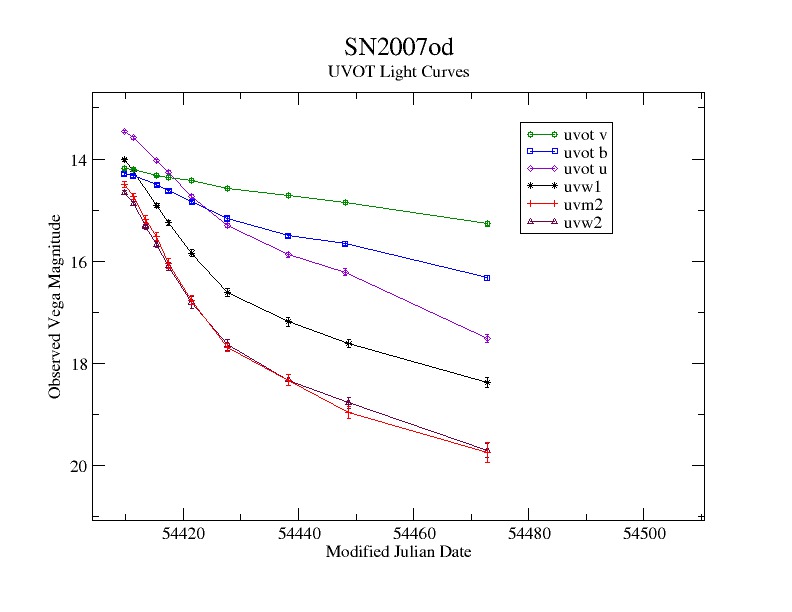 SN2007od
UVOT Light Curves
uvot v
uvot b
uvot u
uvw1
uvm2
uvw2
Observed Vega Magnitude
14
16
18
20
54420
54440
54460
54480
54500
Modified Julian Date